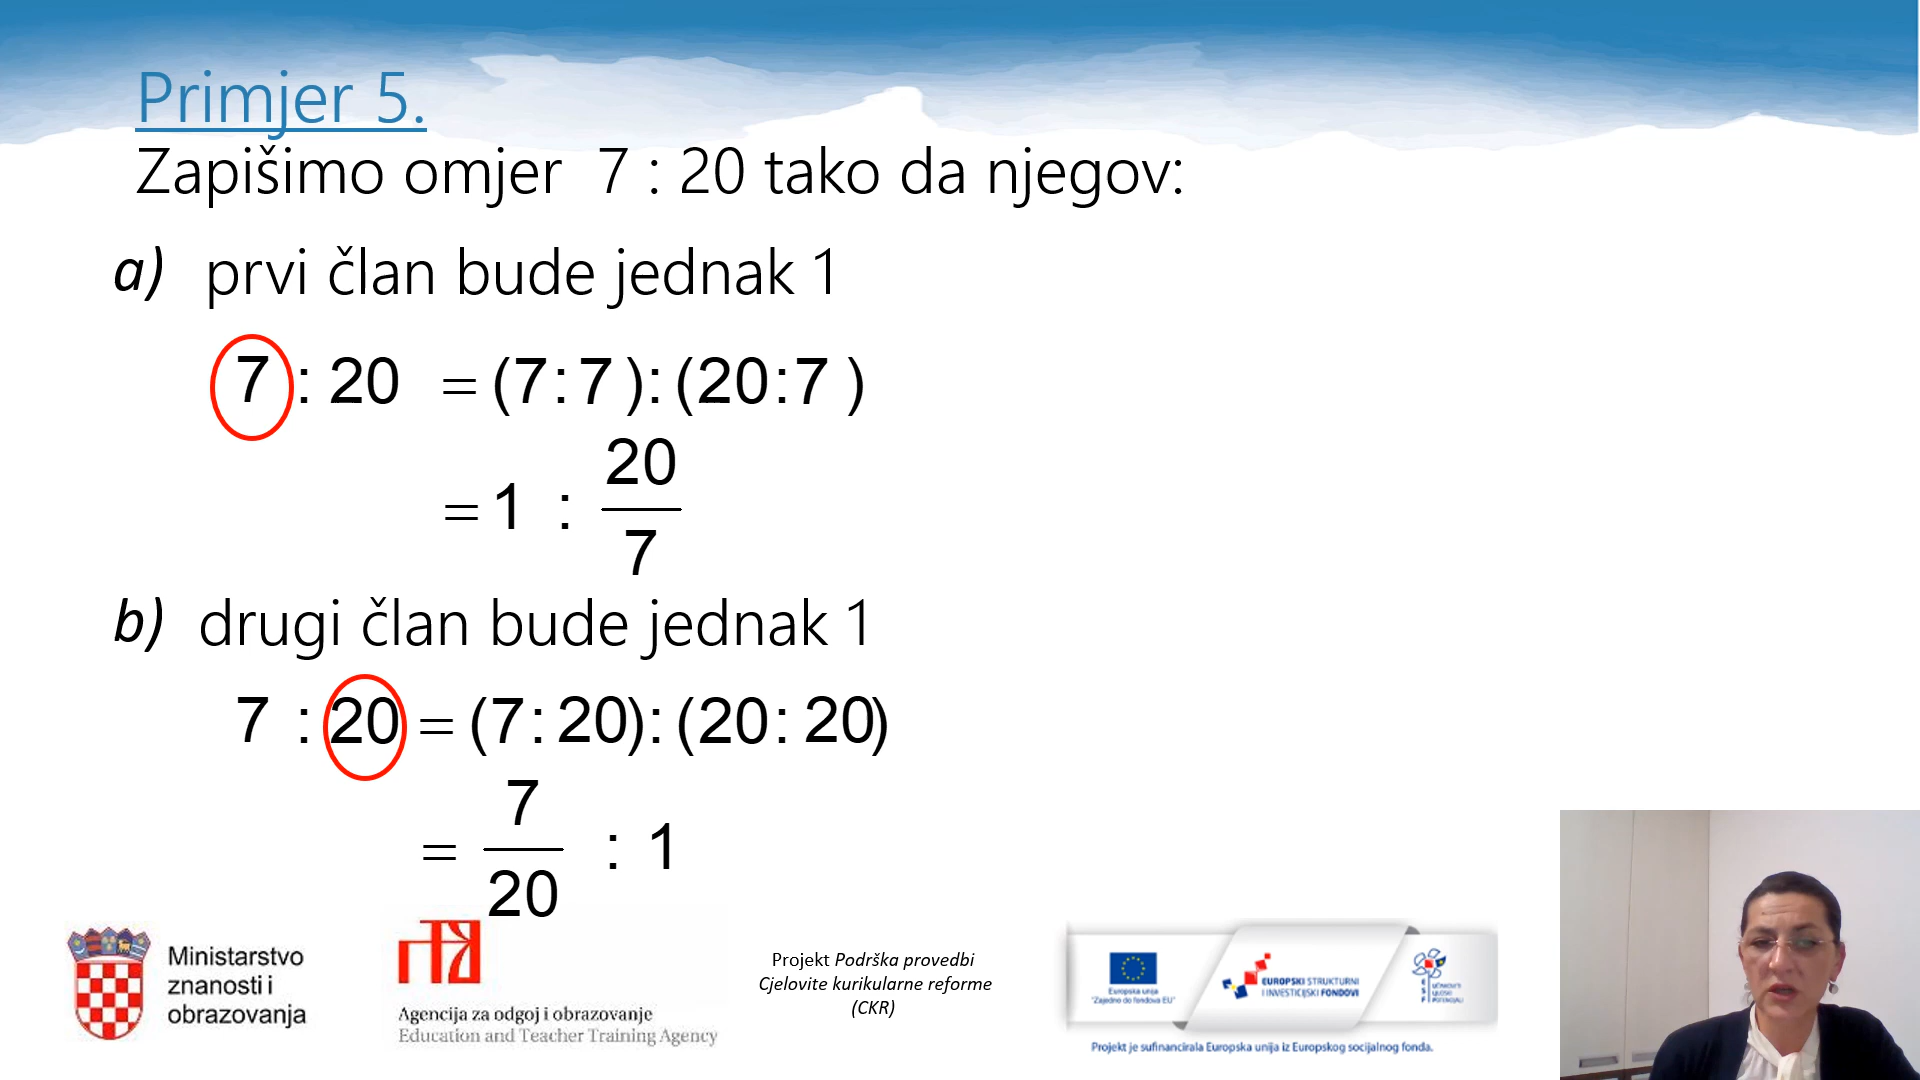 Primjer 5.
Zapišimo omjer 7 : 20 tako da njegov:
a) prvi član bude jednak 1
7 : 20 = (7 : 7 ) : (20 : 7 )
= 1 : 20/7
b) drugi član bude jednak 1
7 : 20 = (7 : 20) : (20 : 20)
= 7/20 : 1
Ministarstvo
znanosti i
obrazovanja
Agencija za odgoj i obrazovanje
Education and Teacher Training Agency
Projekt Podrška provedbi
Cjelovite kurikularne reforme
(CKR)
Europska unija
"Zajedno do fondova EU"
EUROPSKI STRUKTURNI
I INVESTICIJSKI FONDOVI
Projekt je sufinancirala Europska unija iz Europskog socijalnog fonda.